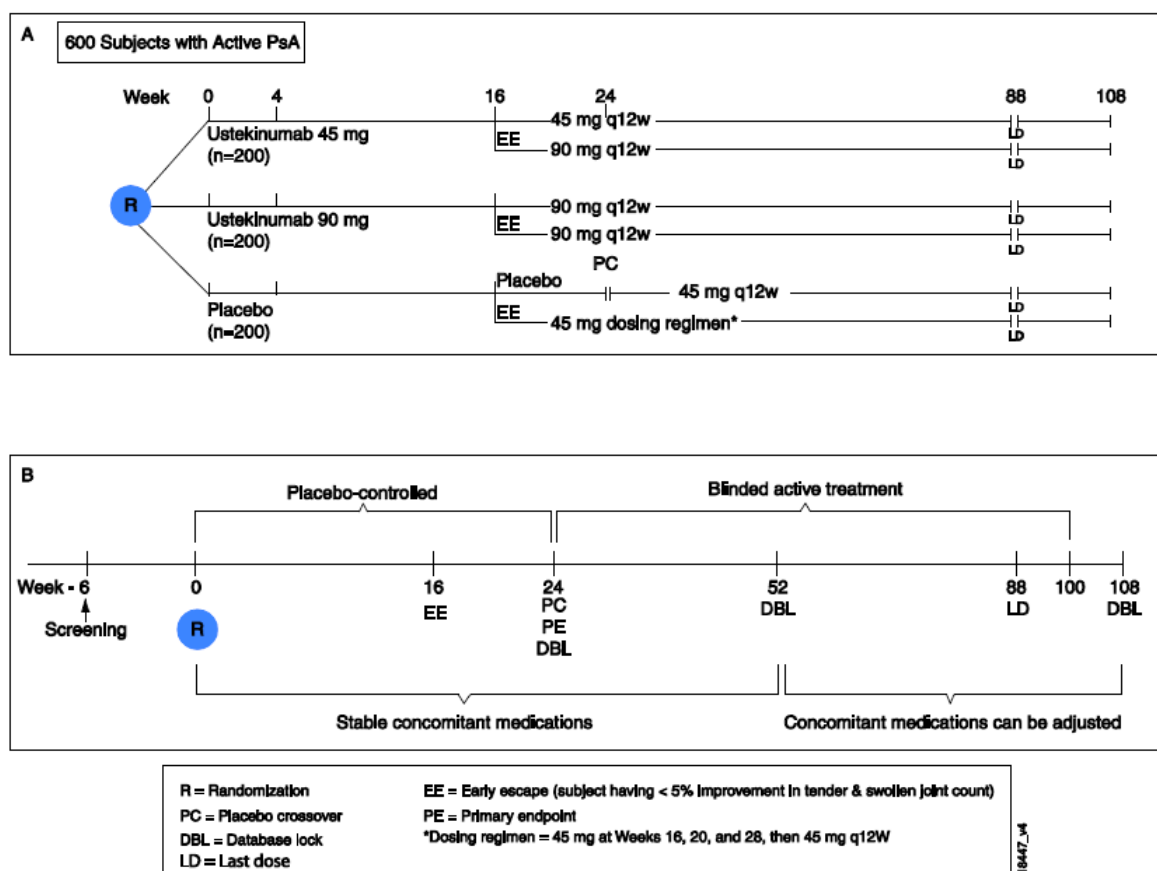 A
600 Subjects with Active PsA
Week 0 4 16 24 88 108
45 mg q12w
Ustekinumab 45 mg
(n=200)
EE
LD
90 mg q12w
LD
R
90 mg q12w
Ustekinumab 90 mg
(n=200)
EE
LD
90 mg q12w
LD
PC
Placebo
45 mg q12w
Placebo
(n=200)
EE
LD
45 mg dosing regimen*
LD
B
Placebo-controlled
Blinded active treatment
Week - 6 0 16 24 52 88 100 108
Screening
R
EE
PC
PE
DBL
DBL
LD
DBL
Stable concomitant medications
Concomitant medications can be adjusted
R = Randomization
PC = Placebo crossover
DBL = Database lock
LD = Last dose
EE = Early escape (subject having < 5% improvement in tender & swollen joint count)
PE = Primary endpoint
*Dosing regimen = 45 mg at Weeks 16, 20, and 28, then 45 mg q12W
18447_v4